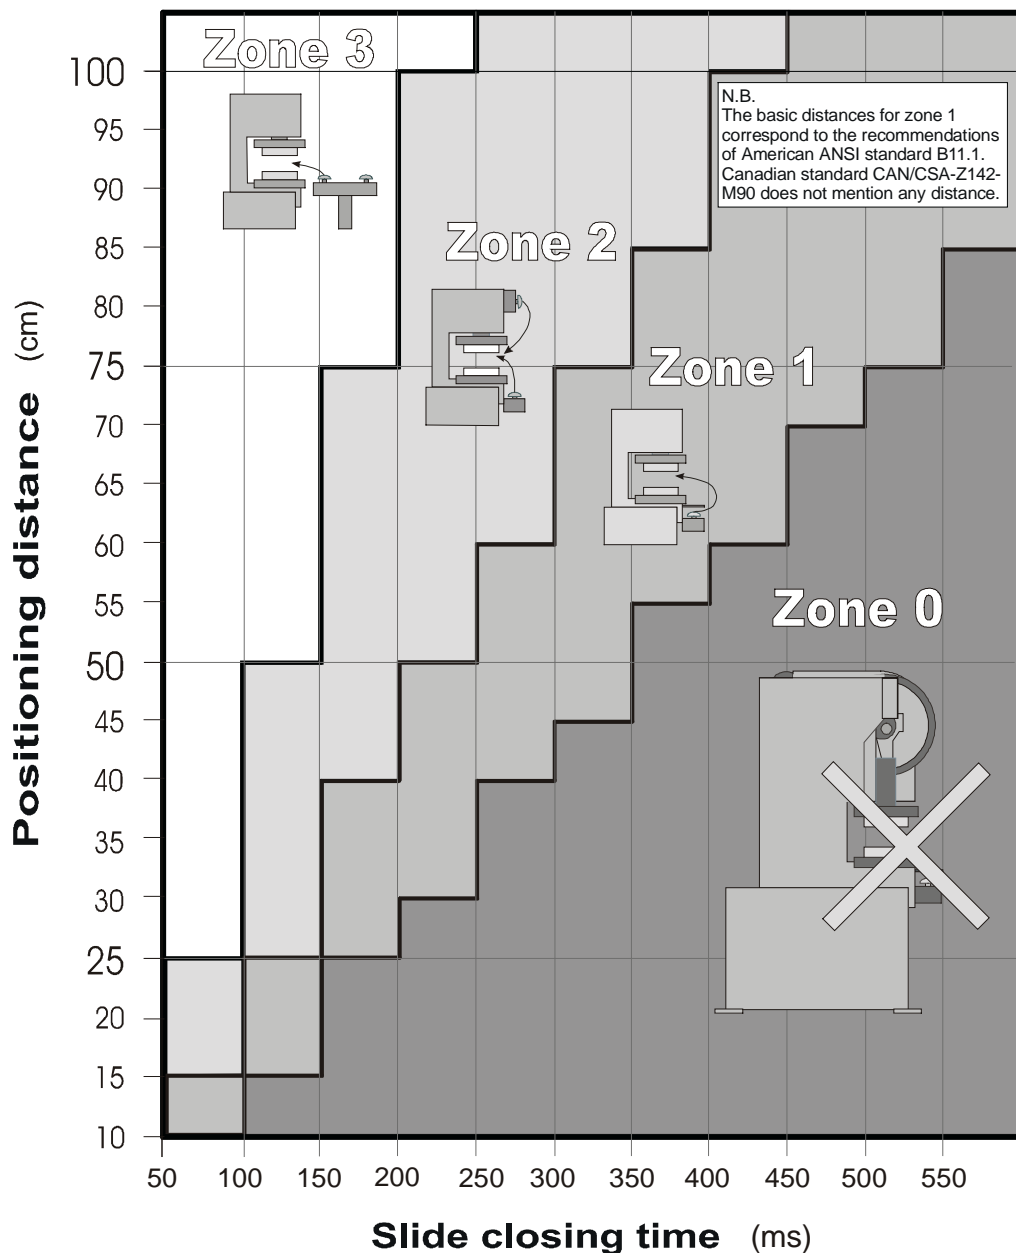 Zone 3
N.B.
The basic distances for zone 1
correspond to the recommendations
of American ANSI standard B11.1.
Canadian standard CAN/CSA-Z142-
M90 does not mention any distance.
Zone 2
Zone 1
Zone 0
Positioning distance (cm)
100
95
90
85
80
75
70
65
60
55
50
45
40
35
30
25
20
15
10
50 100 150 200 250 300 350 400 450 500 550
Slide closing time (ms)